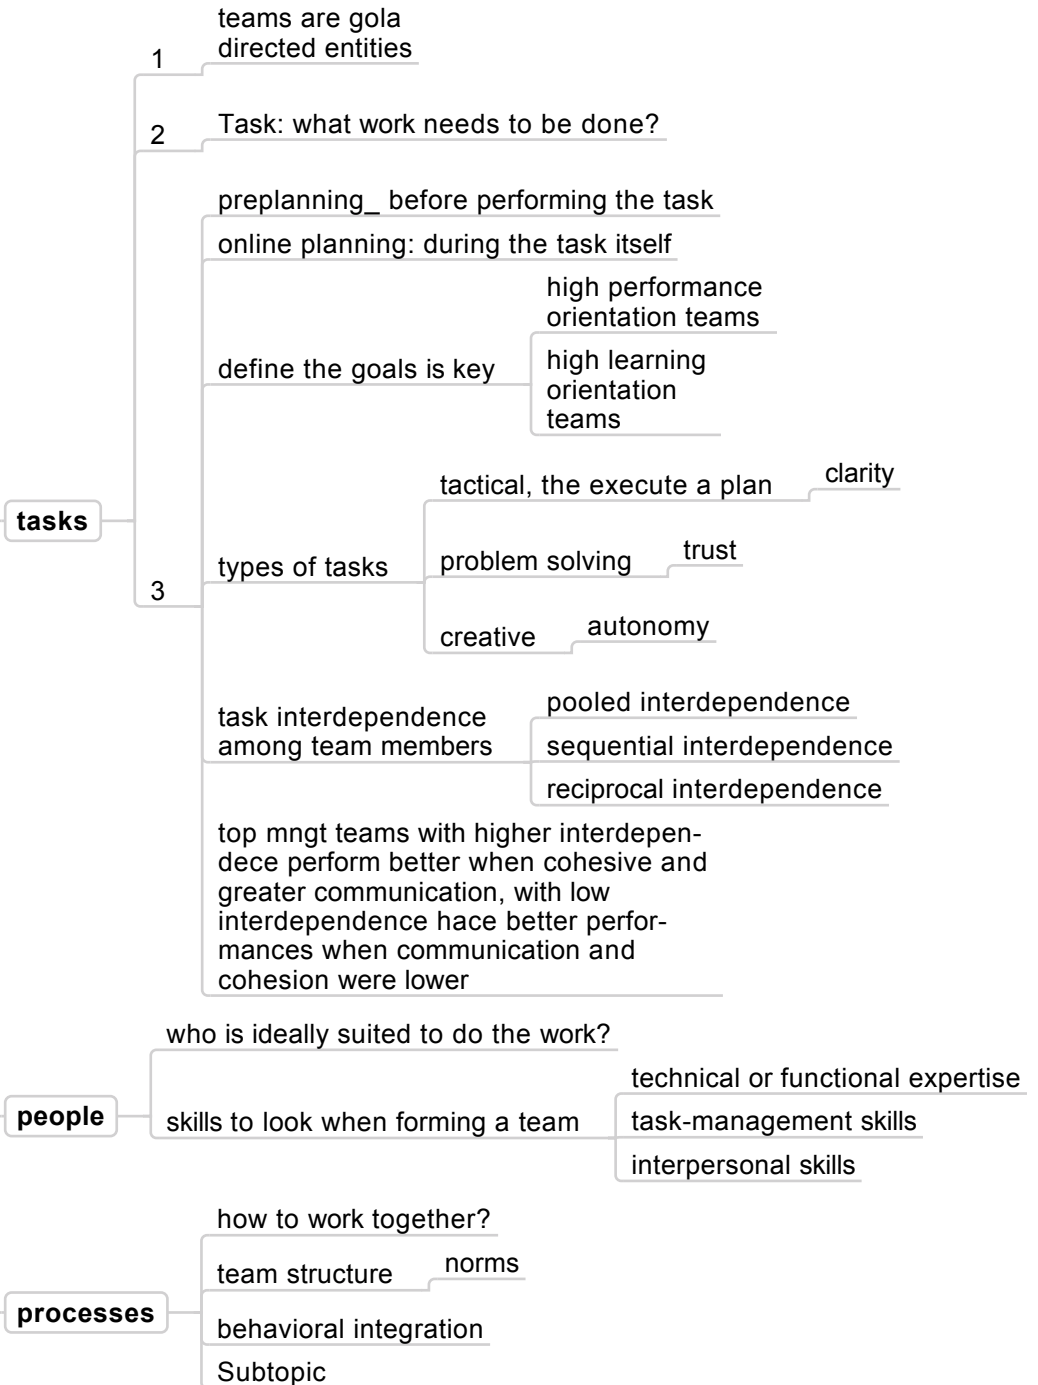 teams are gola
directed entities
1
Task: what work needs to be done?
2
preplanning_ before performing the task
online planning: during the task itself
high performance
orientation teams
define the goals is key
high learning
orientation
teams
tactical, the execute a plan
clarity
tasks
types of tasks
problem solving
trust
3
creative
autonomy
task interdependence
among team members
pooled interdependence
sequential interdependence
reciprocal interdependence
top mngt teams with higher interdepen-
dece perform better when cohesive and
greater communication, with low
interdependence hace better perfor-
mances when communication and
cohesion were lower
who is ideally suited to do the work?
people
skills to look when forming a team
technical or functional expertise
task-management skills
interpersonal skills
how to work together?
team structure
norms
processes
behavioral integration
Subtopic